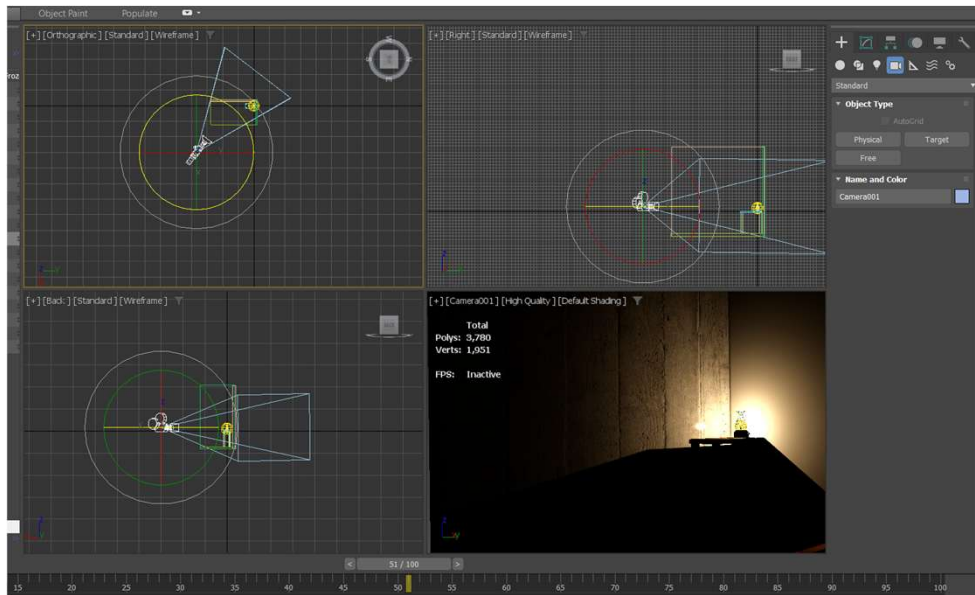 Object Paint Populate
[+] [Orthographic] [Standard] [Wireframe]
[+] [Right] [Standard] [Wireframe]
Standard
Object Type
AutoGrid
Physical Target
Free
Name and Color
Camera001
[+] [Back] [Standard] [Wireframe]
[+] [Camera001] [High Quality] [Default Shading]
Total
Polys: 3,780
Verts: 1,951
FPS: Inactive
< 51 / 100 >
15 20 25 30 35 40 45 50 55 60 65 70 75 80 85 90 95 100